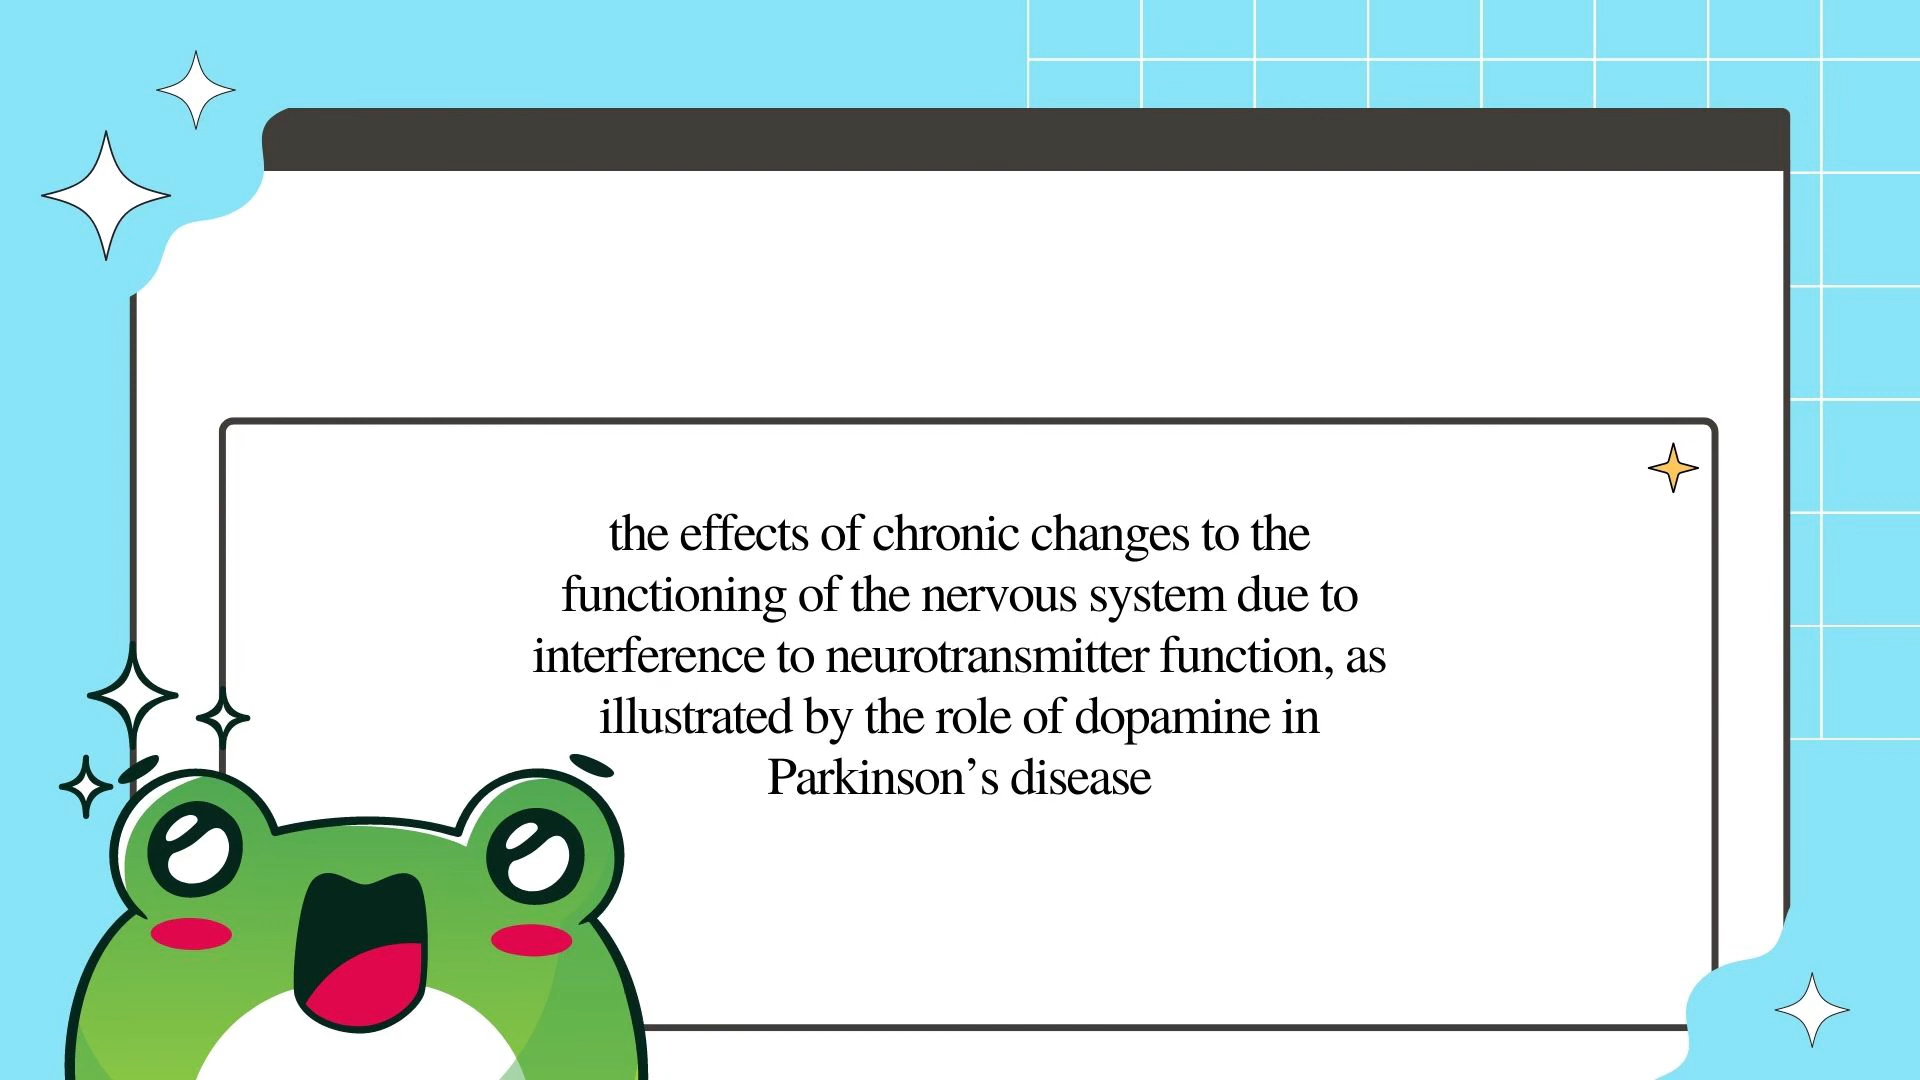 the effects of chronic changes to the
functioning of the nervous system due to
interference to neurotransmitter function, as
illustrated by the role of dopamine in
Parkinson’s disease